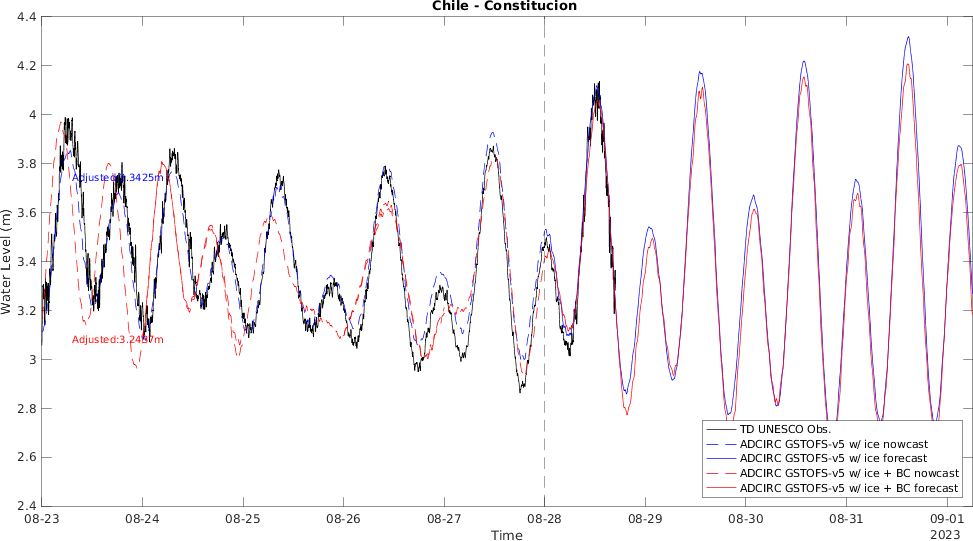 Chile - Constitucion
4.4
4.2
4
3.8
3.6
3.4
3.2
3
2.8
2.6
2.4
Water Level (m)
Adjusted:3.3425m
m
TD UNESCO Obs.
ADCIRC GSTOFS-v5 w/ ice nowcast
ADCIRC GSTOFS-v5 w/ ice forecast
ADCIRC GSTOFS-v5 w/ ice + BC nowcast
ADCIRC GSTOFS-v5 w/ ice + BC forecast
08-23
08-24
08-25
08-26
08-27
08-28
08-29
08-30
08-31
09-01
2023
Time